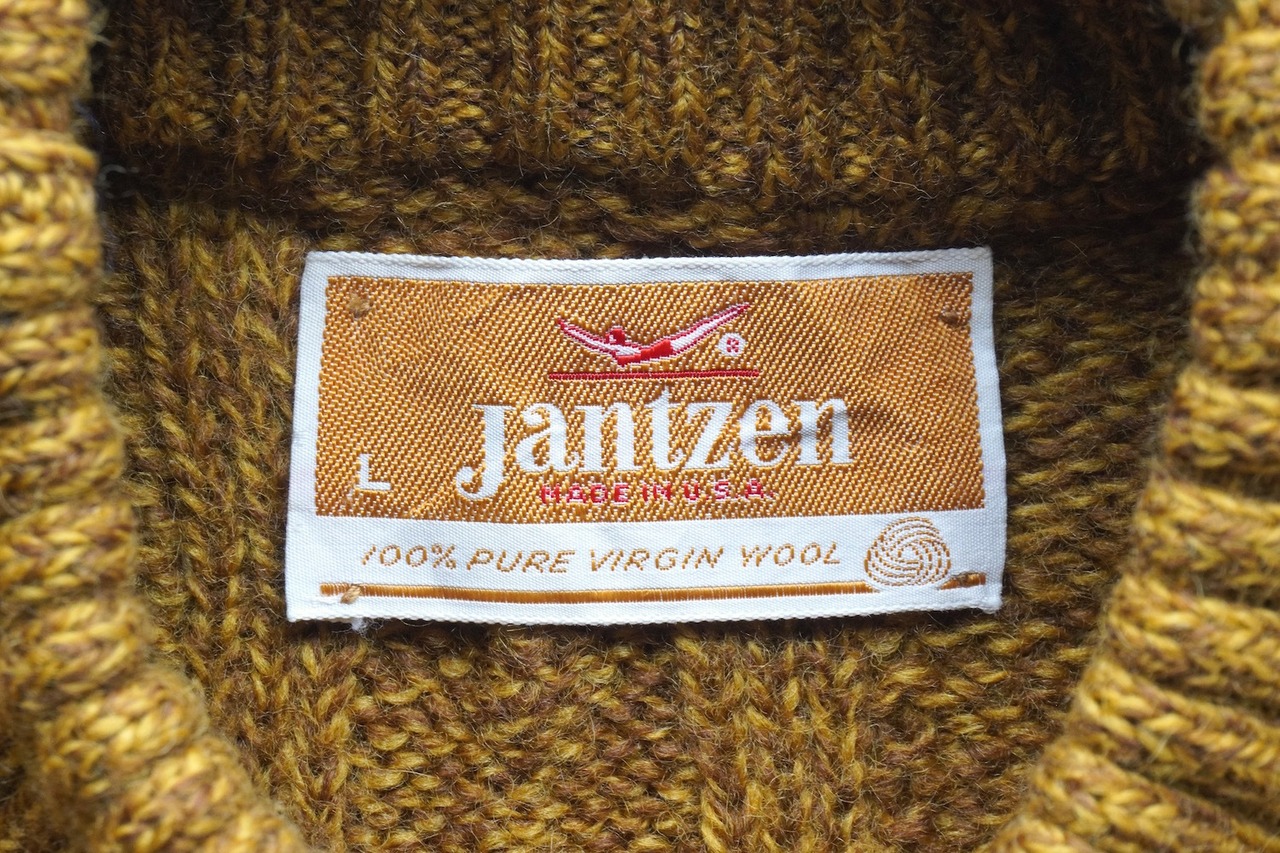 ®
jantzen
L
MADE IN U.S.A.
100% PURE VIRGIN WOOL